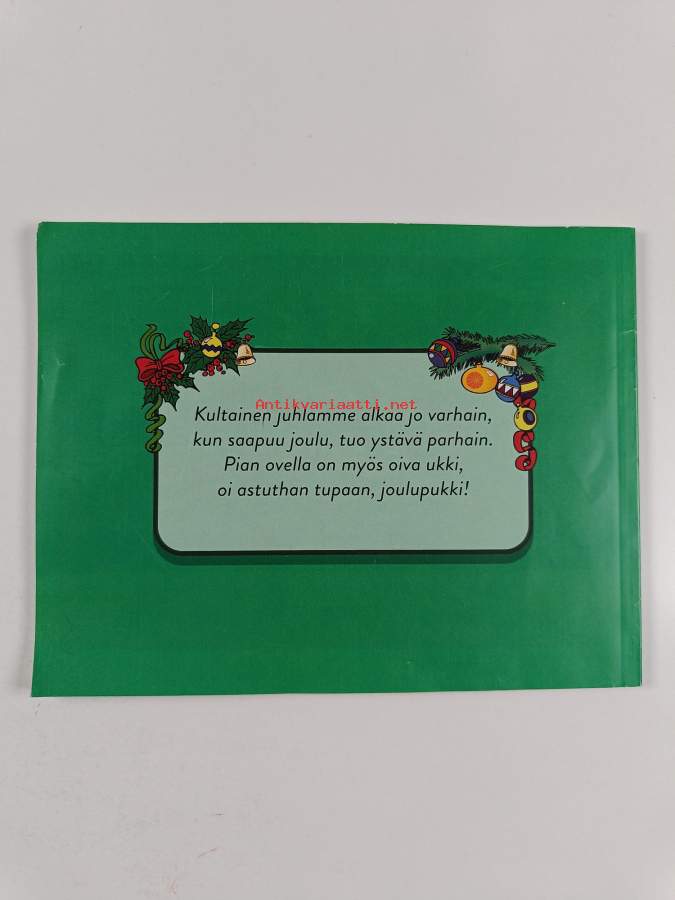 Antikvariaatti.net
Kultainen juhlamme alkaa jo varhain,
kun saapuu joulu, tuo ystävä parhain.
Pian ovella on myös oiva ukki,
oi astuthan tupaan, joulupukki!